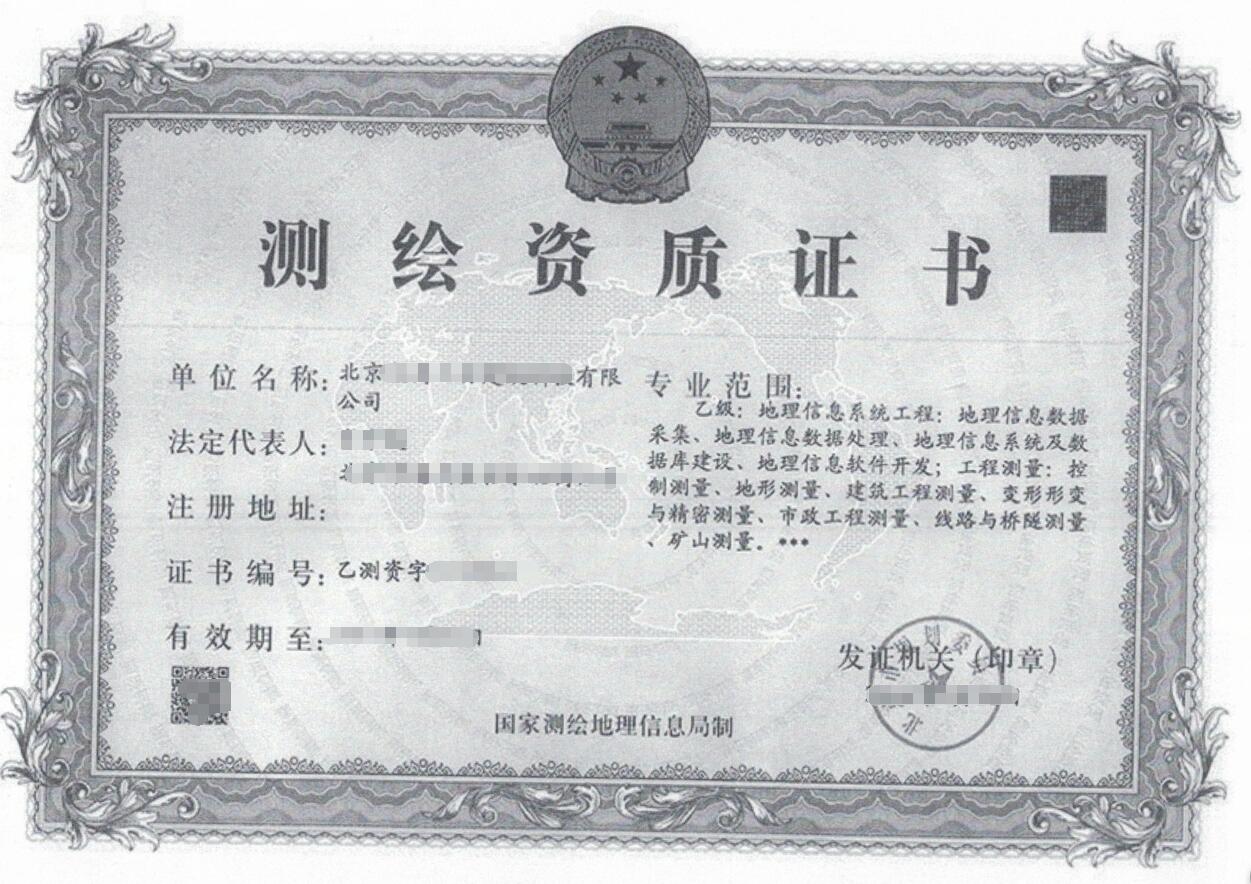 测绘资质证书
单位名称：北京
有限
公司
法定代表人：
注册地址：
证书编号：乙测资字
有效期至：
专业范围：
乙级：地理信息系统工程：地理信息数据
采集、地理信息数据处理、地理信息系统及数
据库建设、地理信息软件开发；工程测量：控
制测量、地形测量、建筑工程测量、变形形变
与精密测量、市政工程测量、线路与桥隧测量
、矿山测量。***
发证机关（印章）
国家测绘地理信息局制